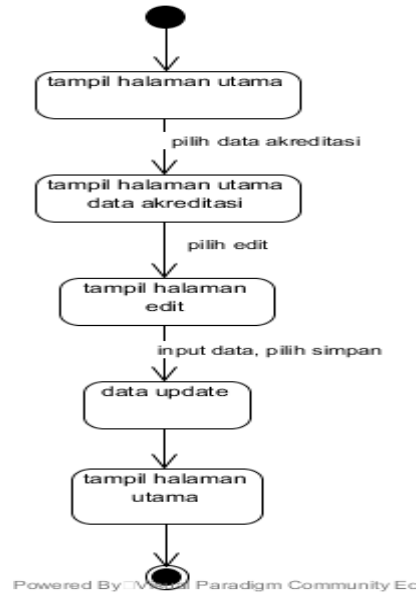 tampil halaman utama
pilih data akreditasi
tampil halaman utama
data akreditasi
pilih edit
tampil halaman
edit
input data, pilih simpan
data update
tampil halaman
utama
Powered By Paradigm Community